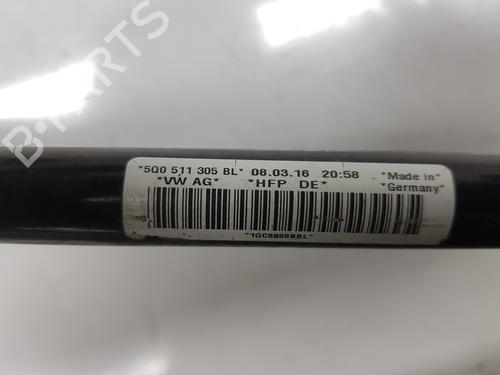 B-PARTS
*5Q0 511 305 BL* 08.03.16 20:58 *Made in*
*VW AG* *HFP DE* *Germany*